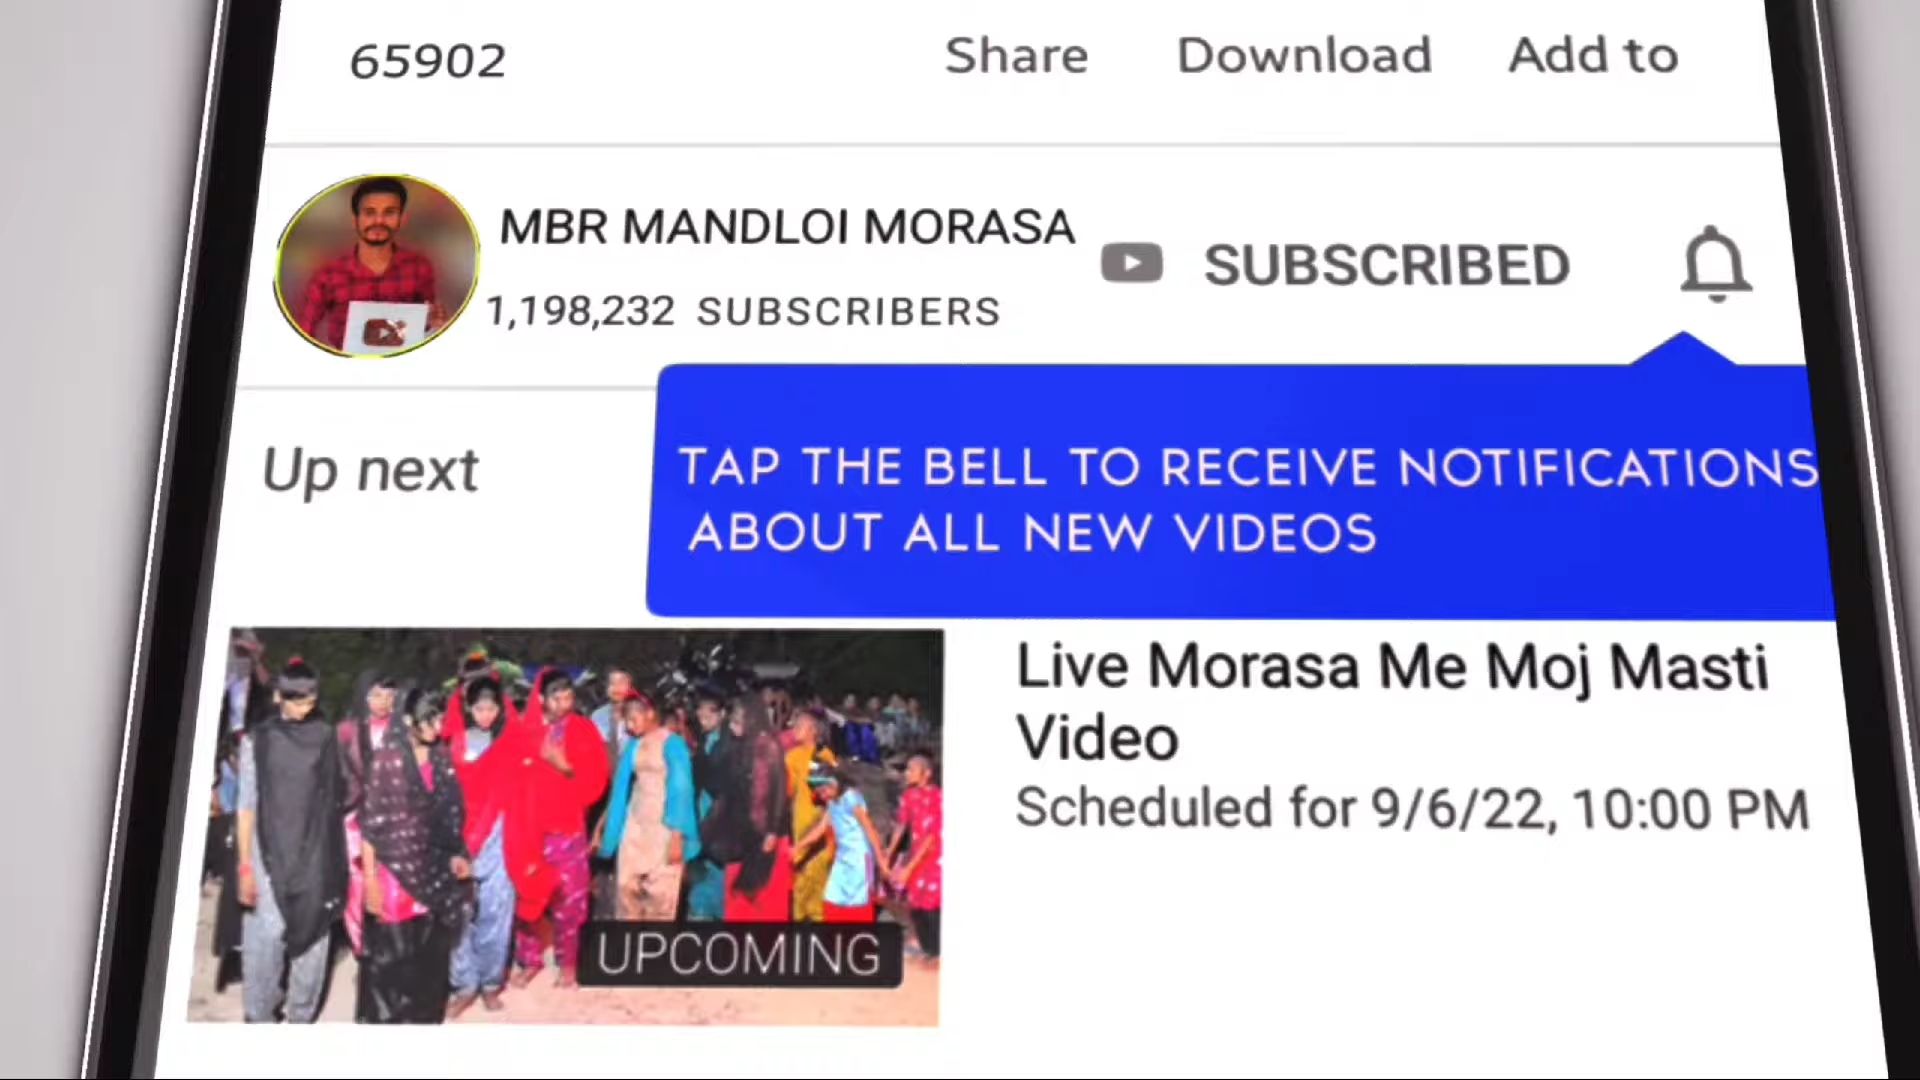 65902
Share
Download
Add to
MBR MANDLOI MORASA
1,198,232 SUBSCRIBERS
SUBSCRIBED
TAP THE BELL TO RECEIVE NOTIFICATIONS
ABOUT ALL NEW VIDEOS
Up next
UPCOMING
Live Morasa Me Moj Masti
Video
Scheduled for 9/6/22, 10:00 PM